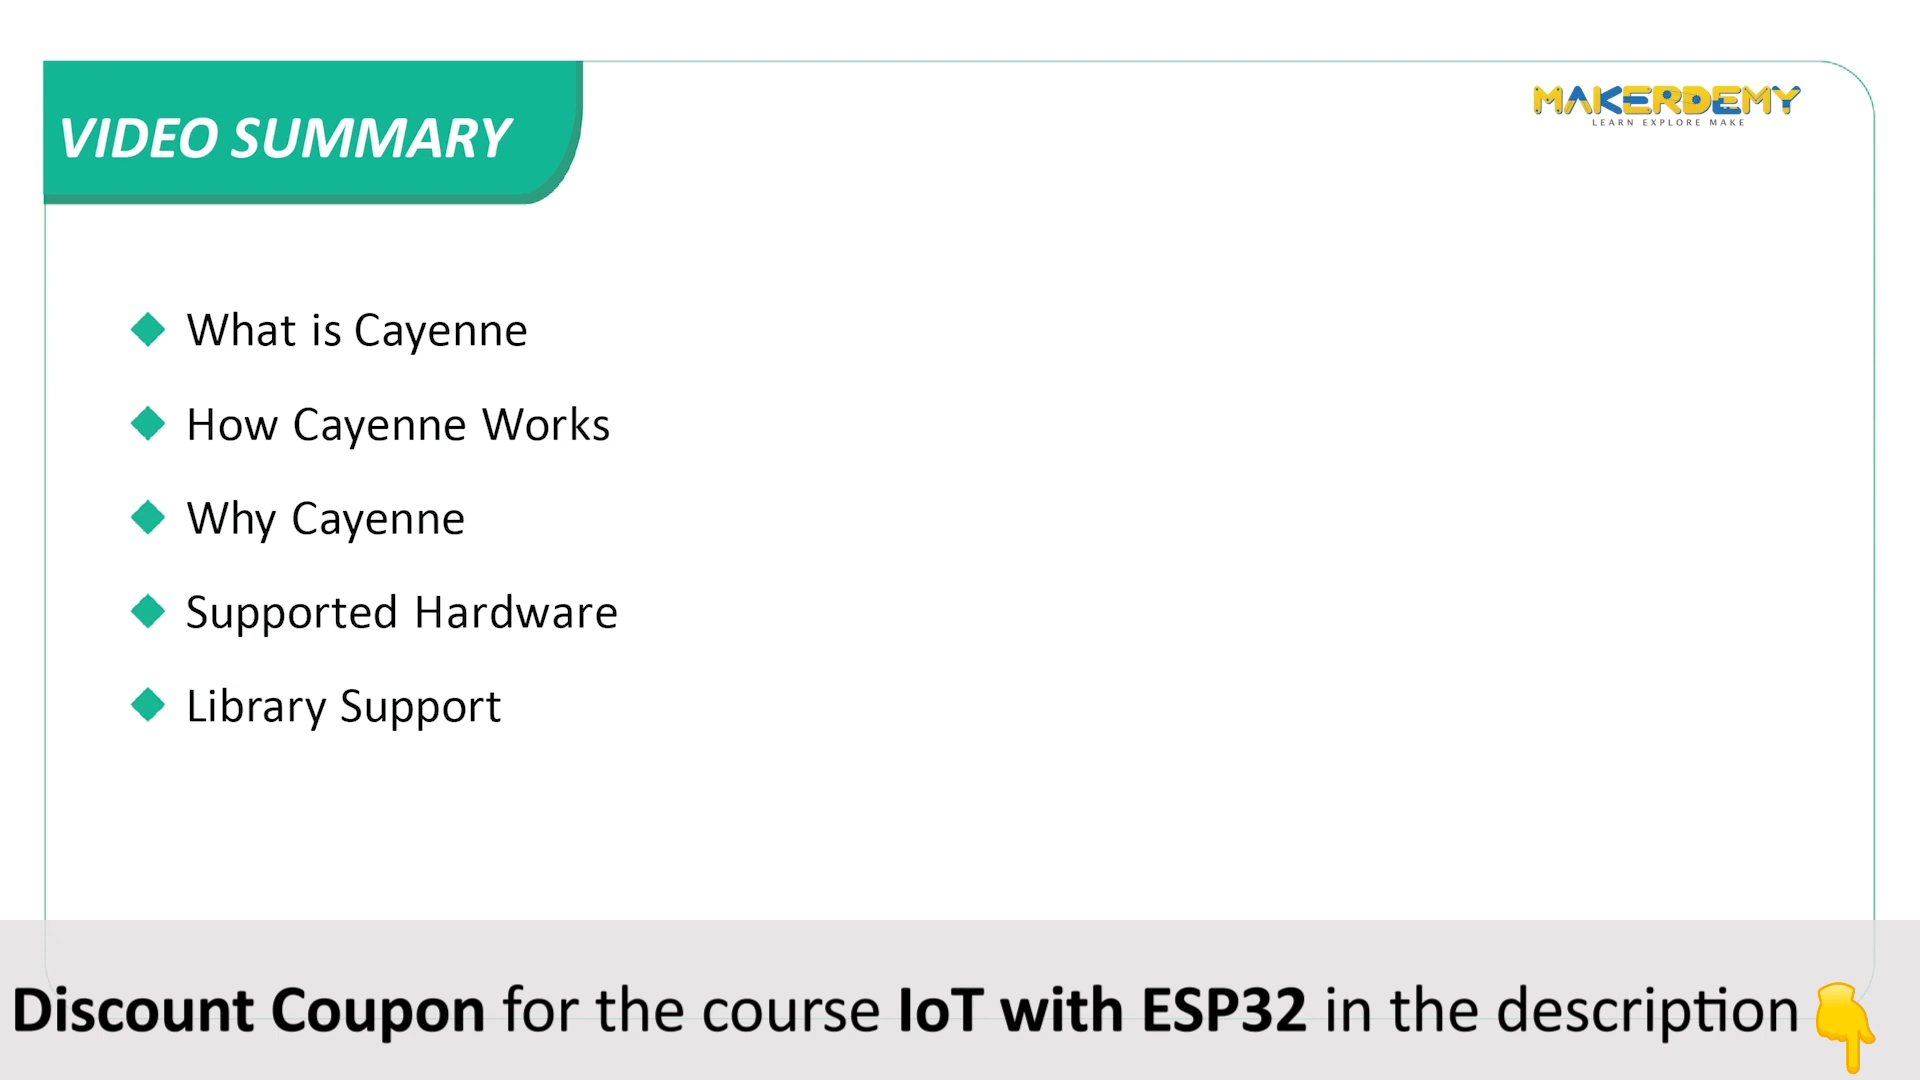 VIDEO SUMMARY
MAKERDEMY
LEARN EXPLORE MAKE
What is Cayenne
How Cayenne Works
Why Cayenne
Supported Hardware
Library Support
Discount Coupon for the course IoT with ESP32 in the description